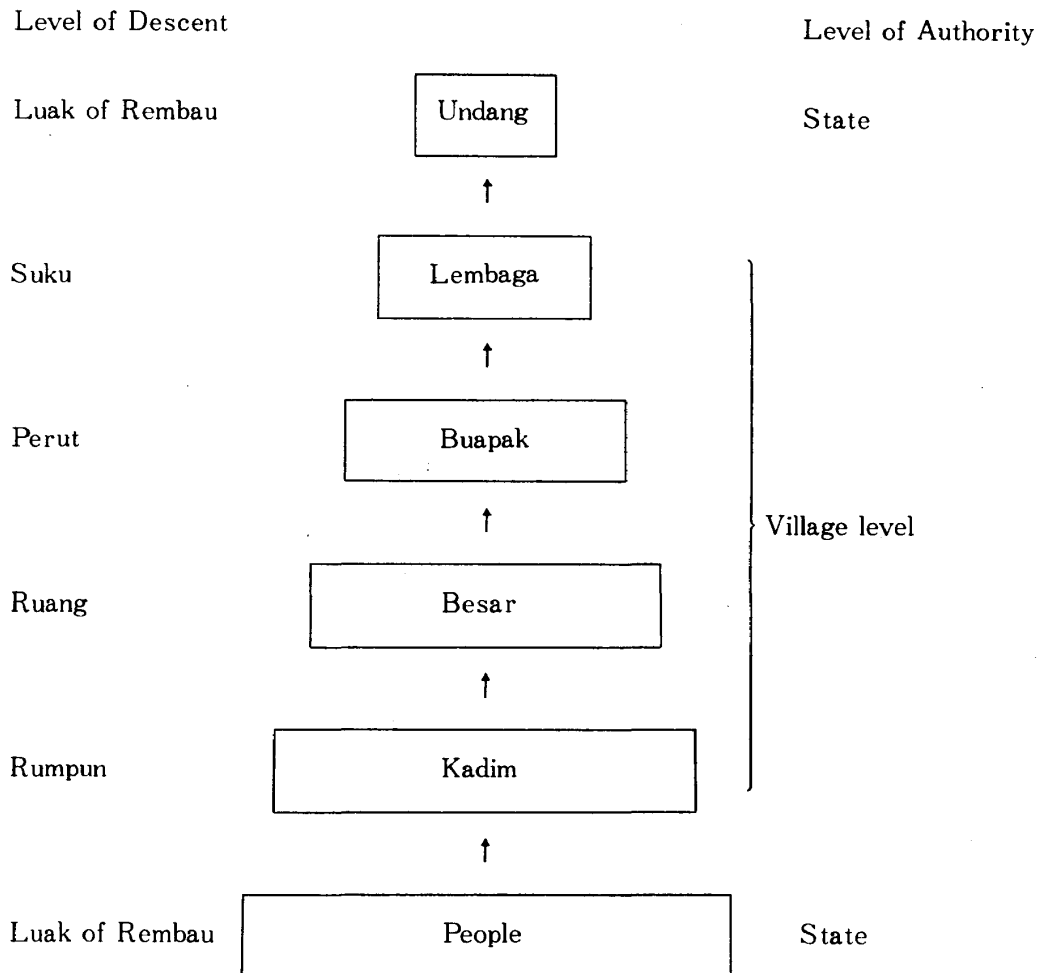 Level of Descent
Level of Authority
Luak of Rembau
Undang
State
Suku
Lembaga
Perut
Buapak
Village level
Ruang
Besar
Rumpun
Kadim
Luak of Rembau
People
State